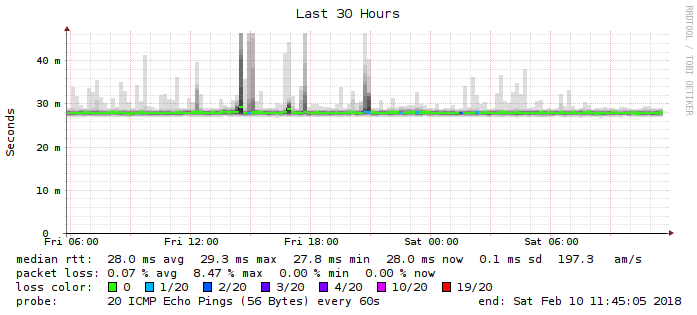 Last 30 Hours
RRDTOOL / TOBI OETIKER
Seconds
40 m
30 m
20 m
10 m
0
Fri 06:00 Fri 12:00 Fri 18:00 Sat 00:00 Sat 06:00
median rtt: 28.0 ms avg 29.3 ms max 27.8 ms min 28.0 ms now 0.1 ms sd 197.3 am/s
packet loss: 0.07 % avg 8.47 % max 0.00 % min 0.00 % now
loss color: 0 1/20 2/20 3/20 4/20 10/20 19/20
probe: 20 ICMP Echo Pings (56 Bytes) every 60s end: Sat Feb 10 11:45:05 2018